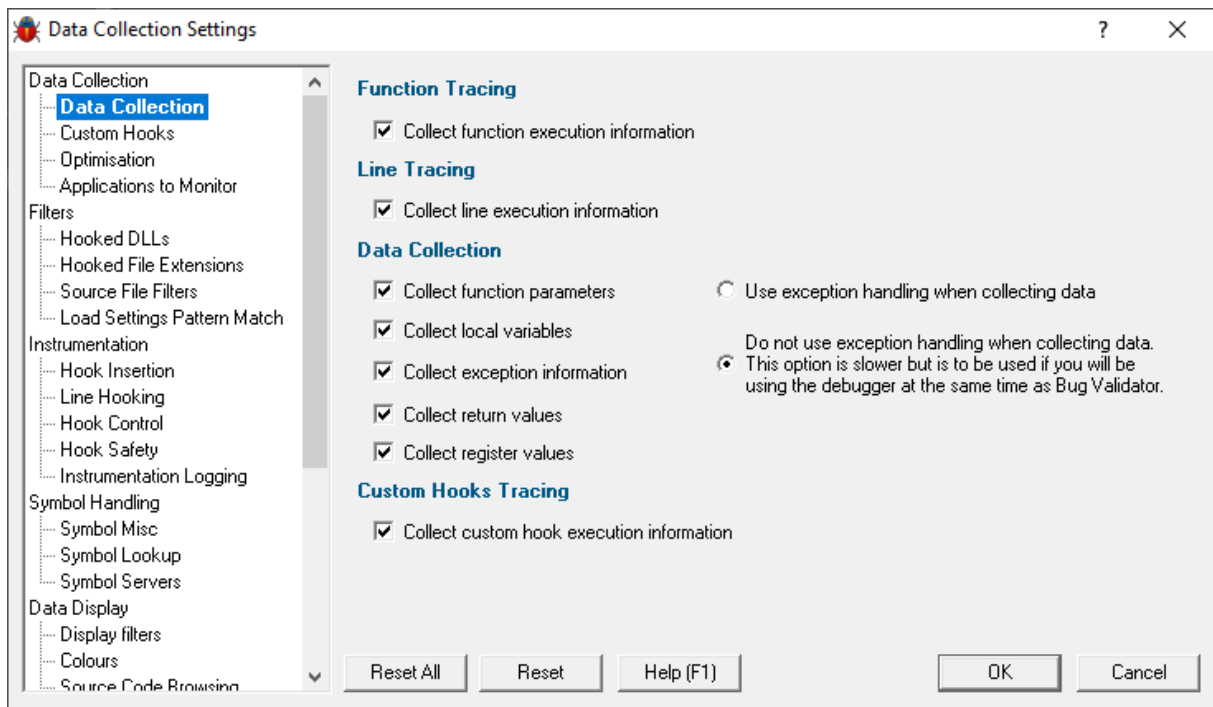 Data Collection Settings
?
Data Collection
Data Collection
Custom Hooks
Optimisation
Applications to Monitor
Filters
Hooked DLLs
Hooked File Extensions
Source File Filters
Load Settings Pattern Match
Instrumentation
Hook Insertion
Line Hooking
Hook Control
Hook Safety
Instrumentation Logging
Symbol Handling
Symbol Misc
Symbol Lookup
Symbol Servers
Data Display
Display filters
Colours
Source Code Browsing
Function Tracing
Collect function execution information
Line Tracing
Collect line execution information
Data Collection
Collect function parameters
Collect local variables
Collect exception information
Collect return values
Collect register values
Use exception handling when collecting data
Do not use exception handling when collecting data.
This option is slower but is to be used if you will be
using the debugger at the same time as Bug Validator.
Custom Hooks Tracing
Collect custom hook execution information
Reset All
Reset
Help (F1)
OK
Cancel